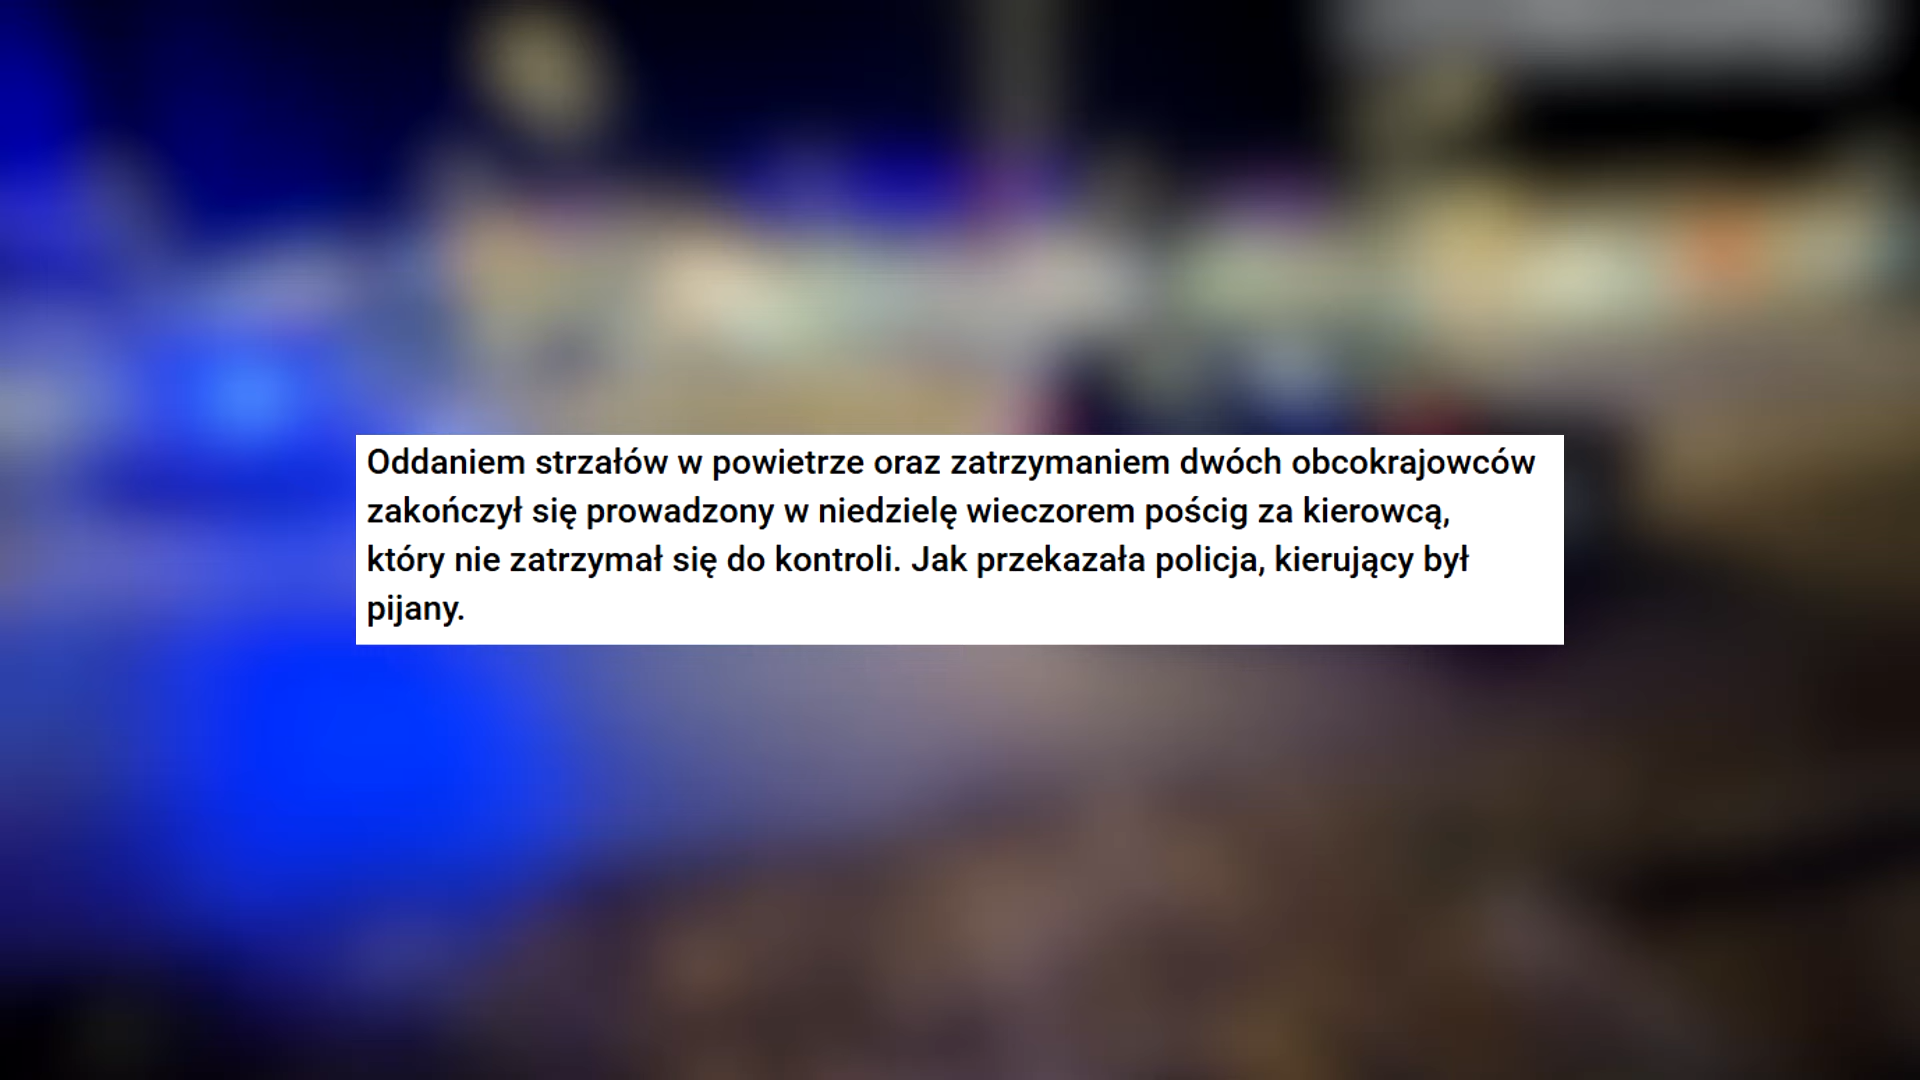 Oddaniem strzałów w powietrze oraz zatrzymaniem dwóch obcokrajowców
zakończył się prowadzony w niedzielę wieczorem pościg za kierowcą,
który nie zatrzymał się do kontroli. Jak przekazała policja, kierujący był
pijany.